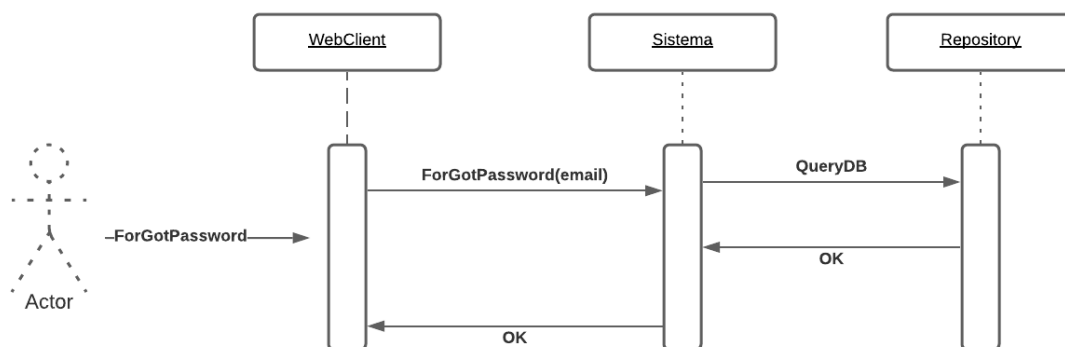 WebClient
Sistema
Repository
QueryDB
ForGotPassword(email)
ForGotPassword
OK
Actor
OK